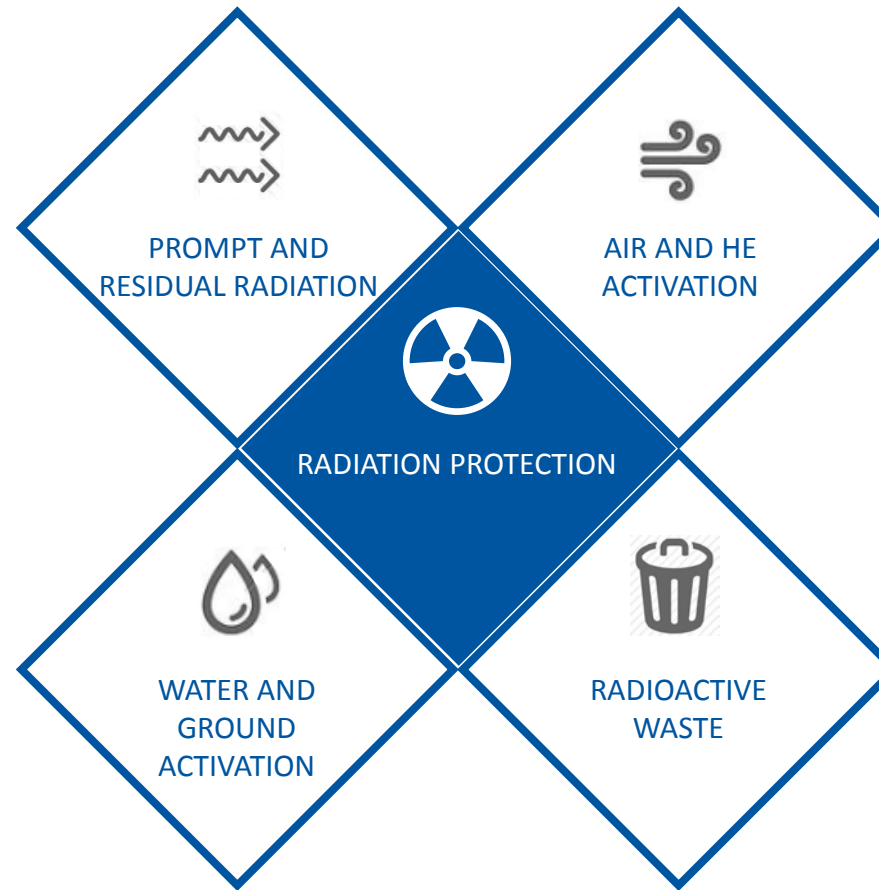 PROMPT AND
RESIDUAL RADIATION
AIR AND HE
ACTIVATION
RADIATION PROTECTION
WATER AND
GROUND
ACTIVATION
RADIOACTIVE
WASTE